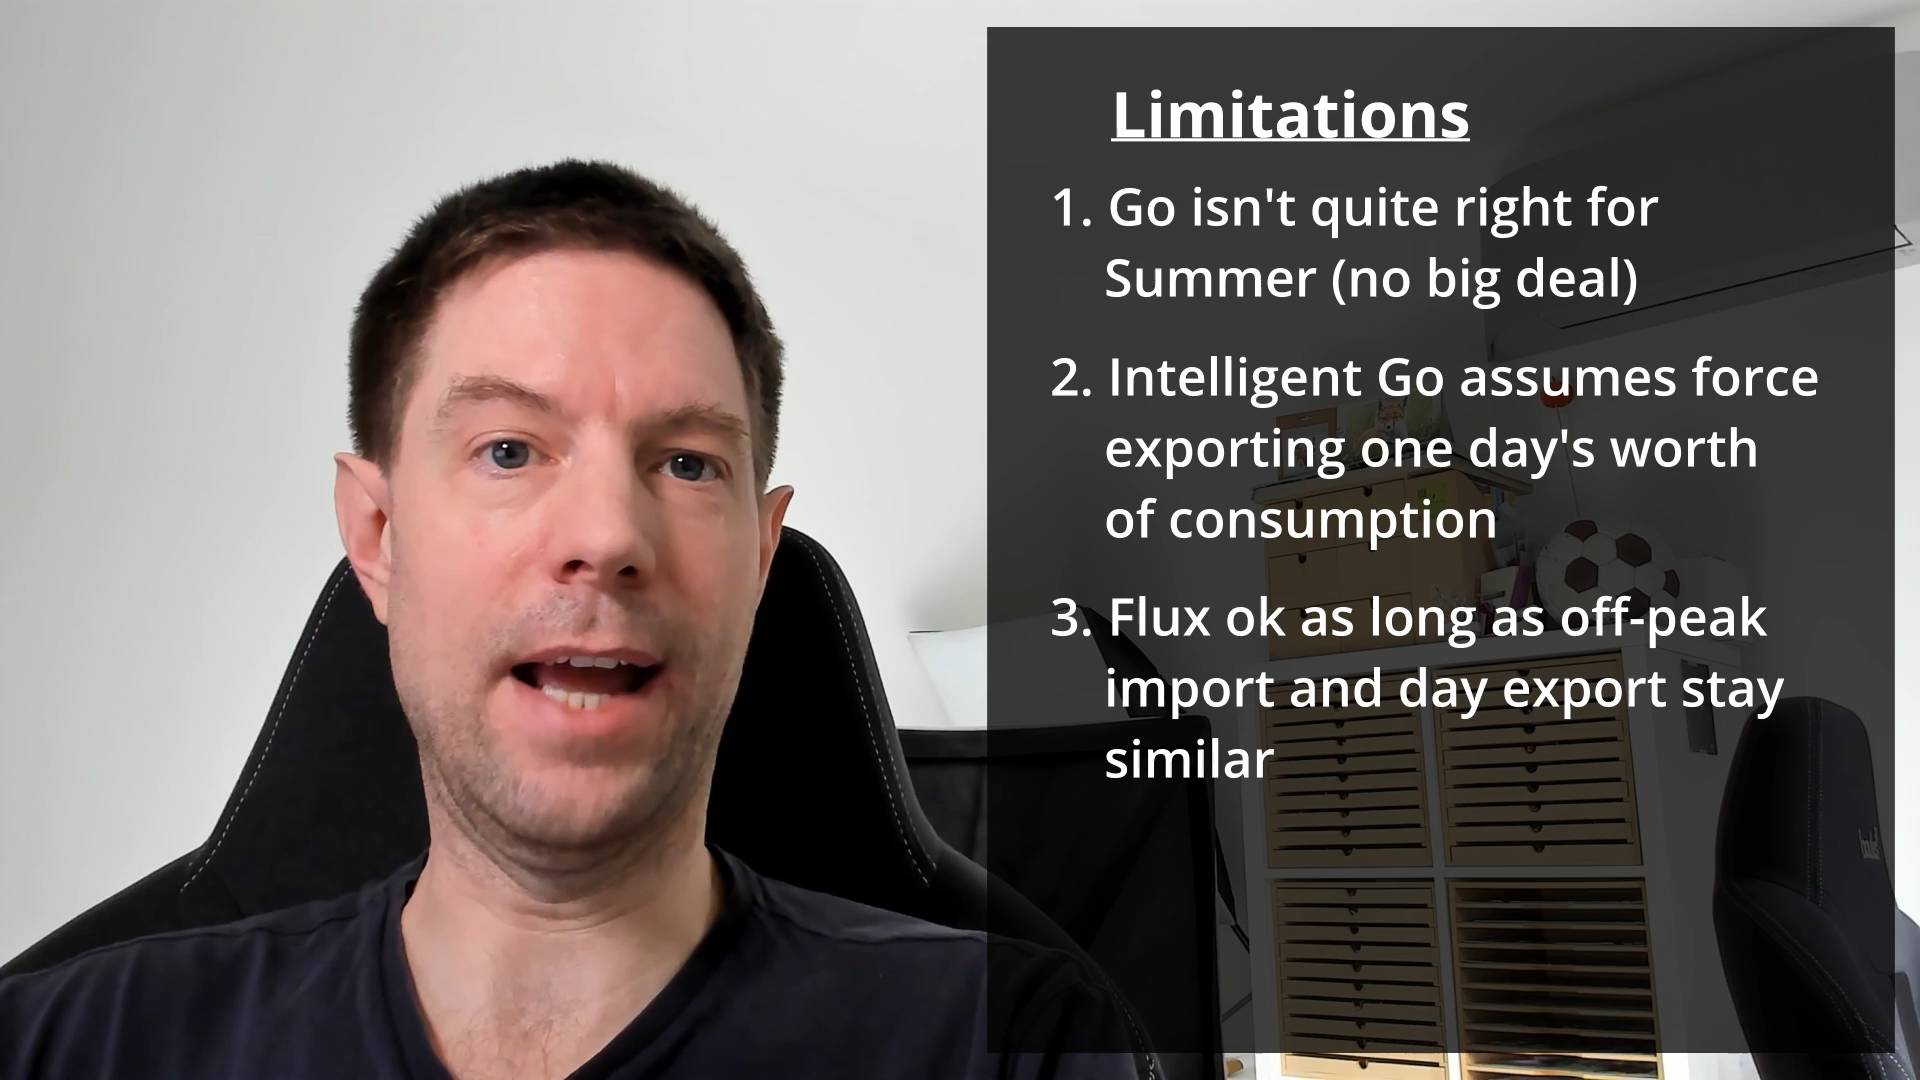 Limitations
1. Go isn't quite right for
Summer (no big deal)
2. Intelligent Go assumes force
exporting one day's worth
of consumption
3. Flux ok as long as off-peak
import and day export stay
similar